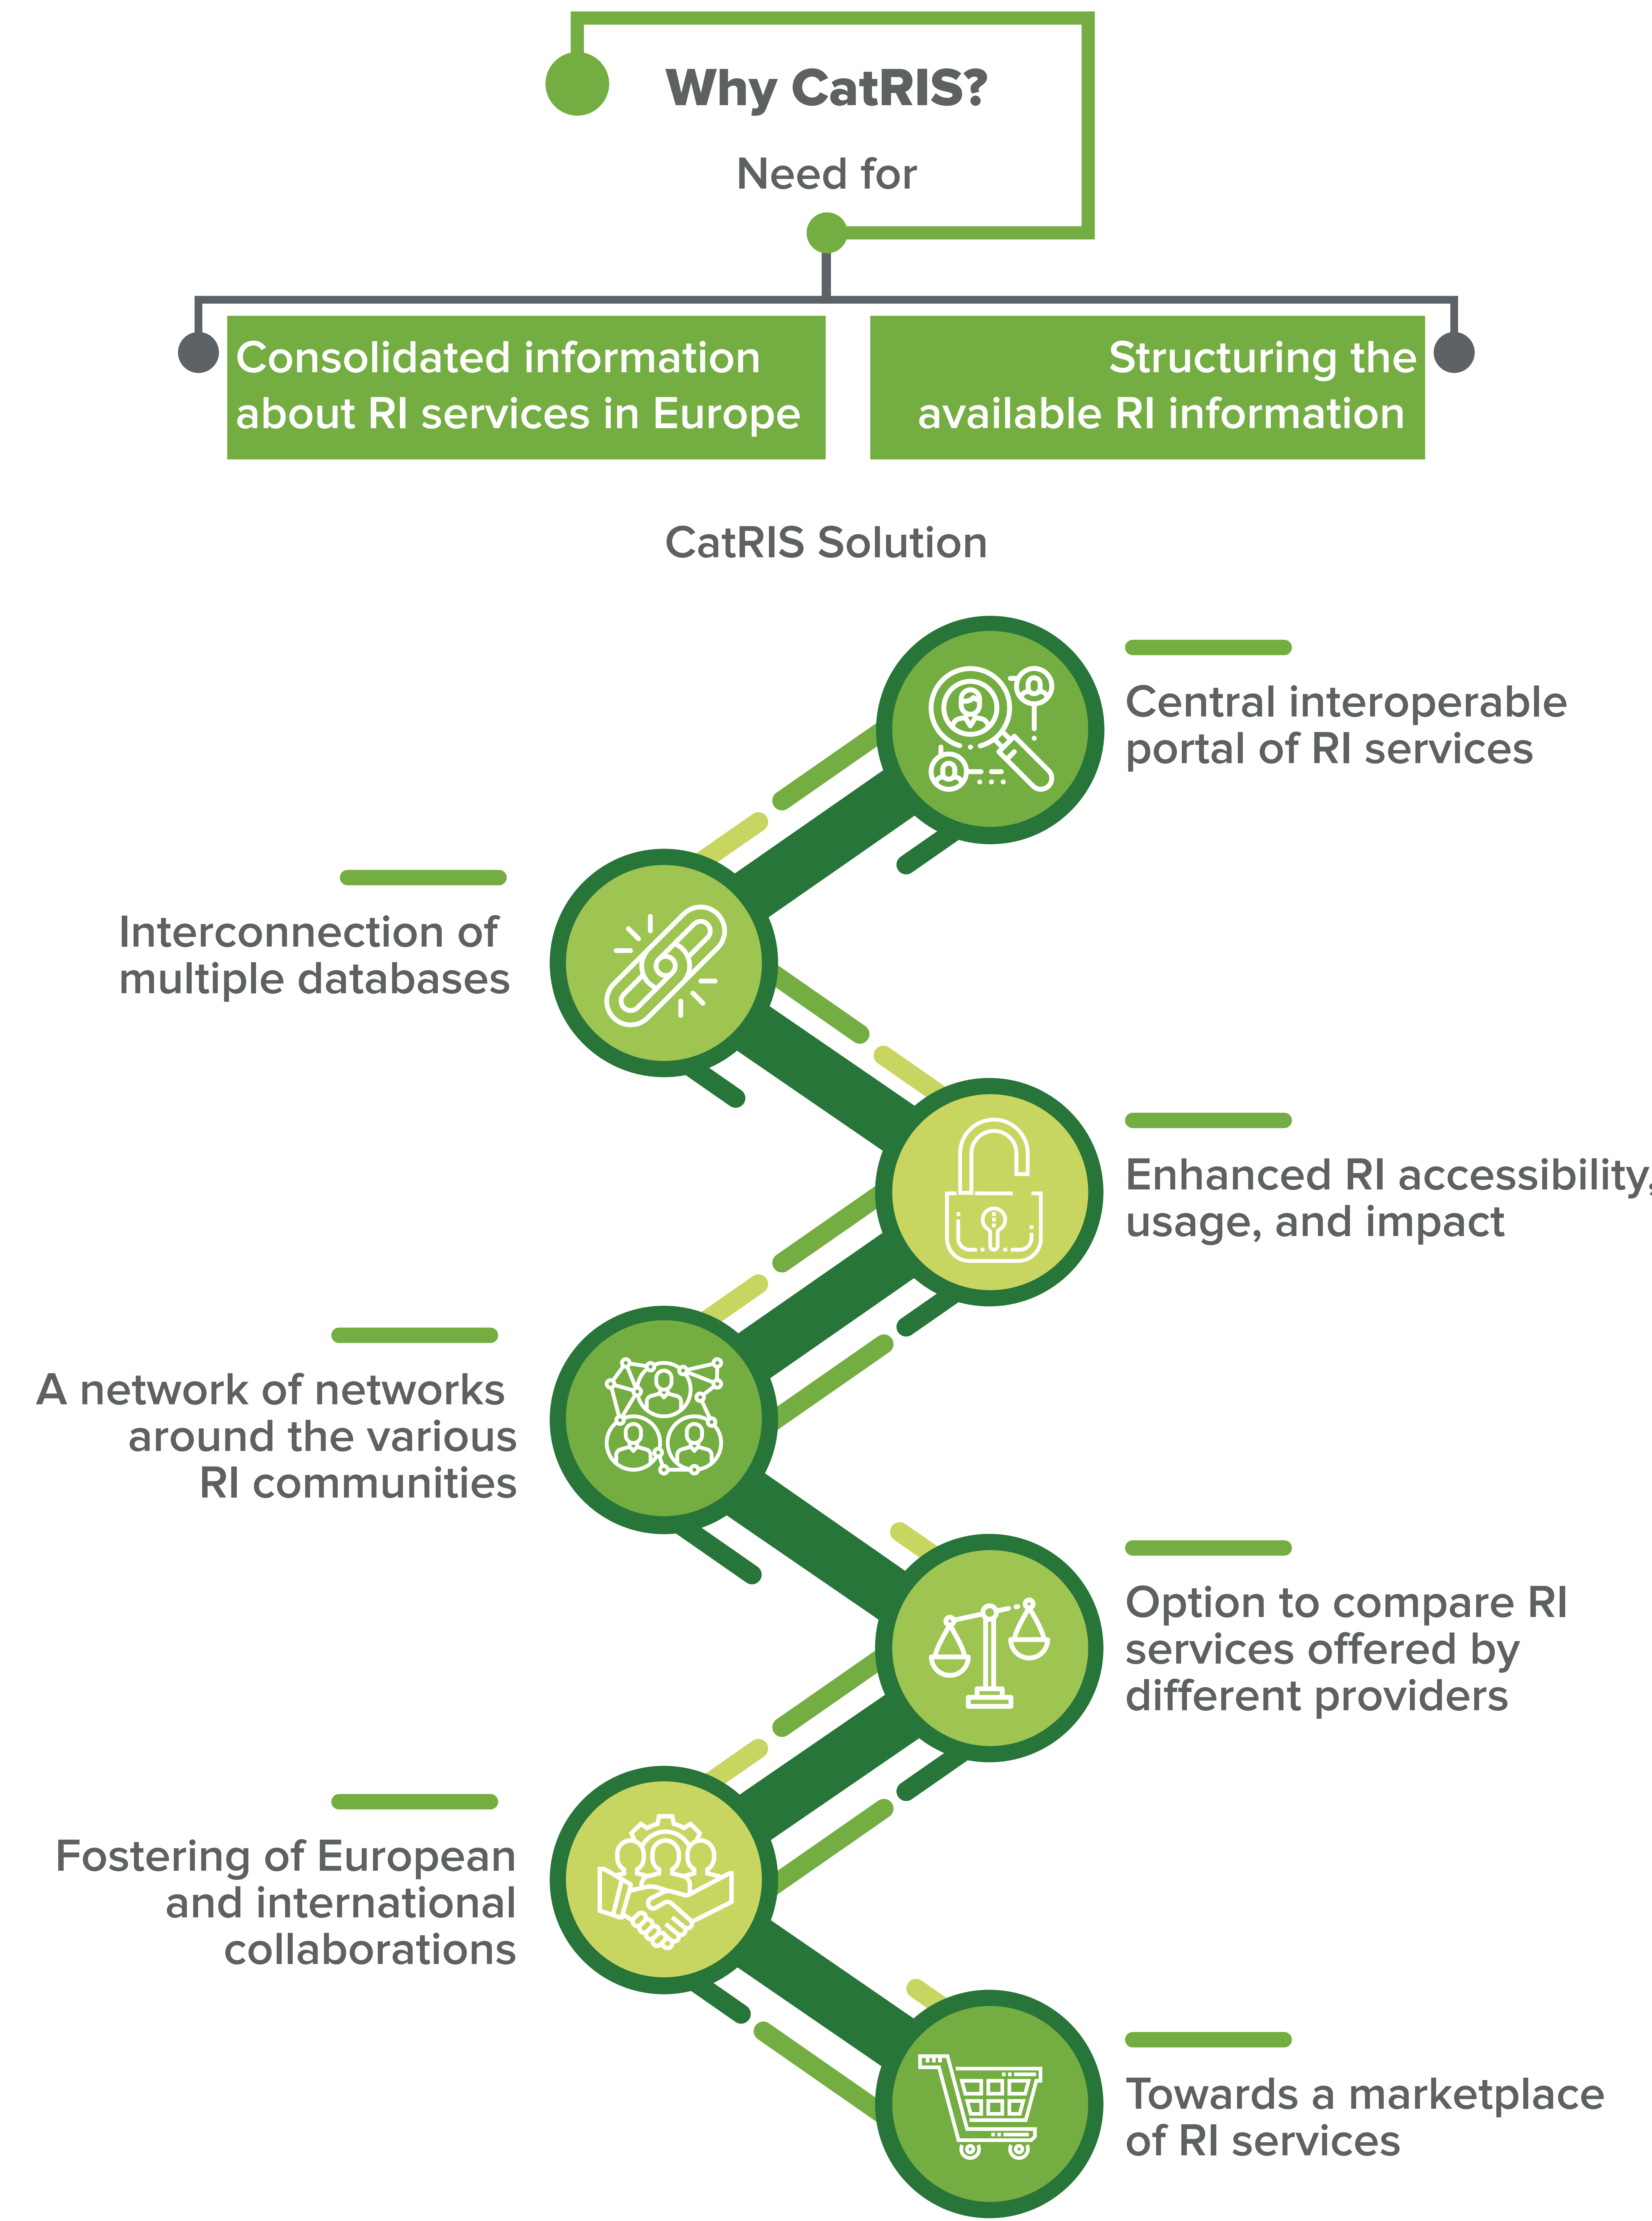 Why CatRIS?
Need for
Consolidated information
about RI services in Europe
Structuring the
available RI information
CatRIS Solution
Central interoperable
portal of RI services
Interconnection of
multiple databases
Enhanced RI accessibility,
usage, and impact
A network of networks
around the various
RI communities
Option to compare RI
services offered by
different providers
Fostering of European
and international
collaborations
Towards a marketplace
of RI services